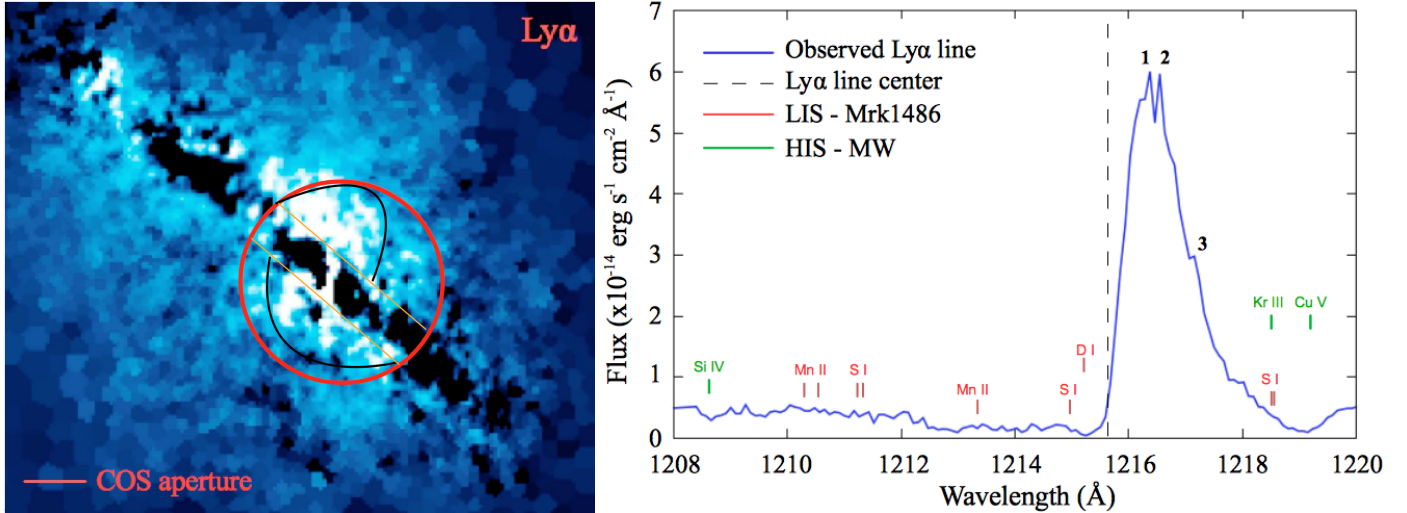 Lyα
COS aperture
7
6
5
4
3
2
1
0
Flux (x10⁻¹⁴ erg s⁻¹ cm⁻² Å⁻¹)
Observed Lyα line
Lyα line center
LIS - Mrk1486
HIS - MW
1 2
3
Kr III Cu V
D I
Si IV Mn II S I Mn II S I S I
1208 1210 1212 1214 1216 1218 1220
Wavelength (Å)